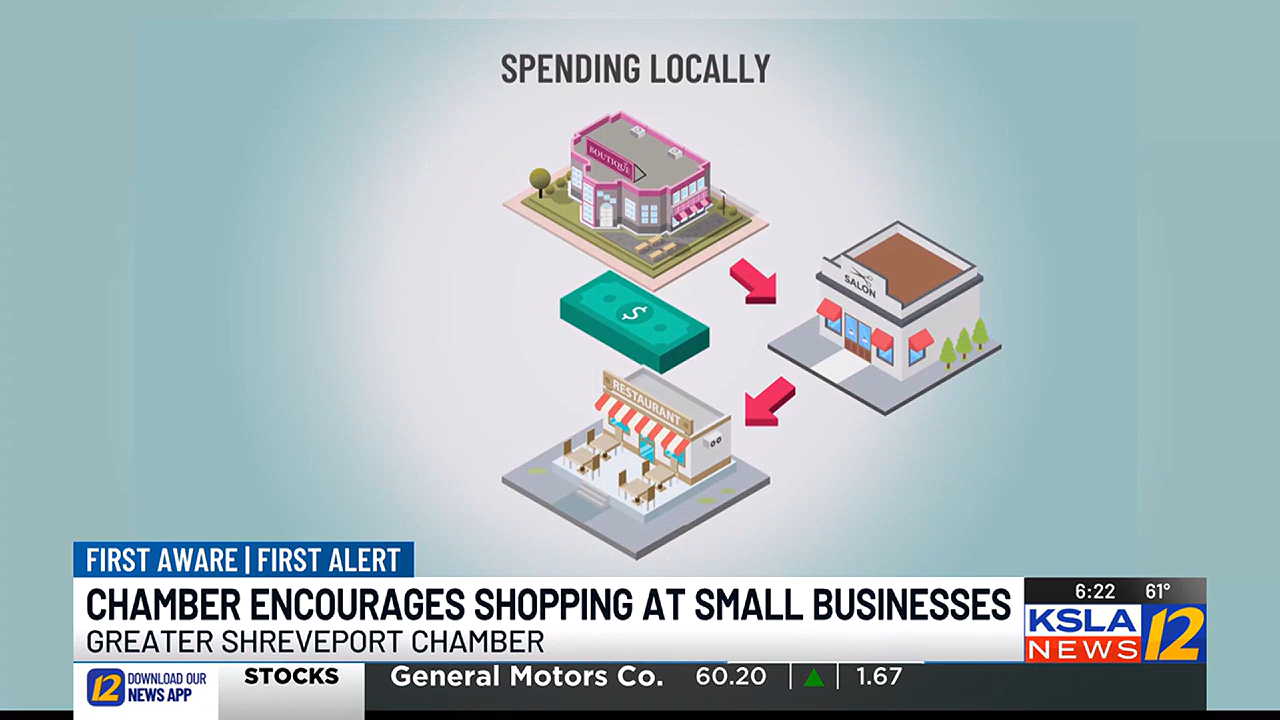 SPENDING LOCALLY
BOUTIQUE
SALON
$
RESTAURANT
FIRST AWARE | FIRST ALERT
CHAMBER ENCOURAGES SHOPPING AT SMALL BUSINESSES
GREATER SHREVEPORT CHAMBER
6:22 61°
KSLA
NEWS 12
12 DOWNLOAD OUR
NEWS APP
STOCKS
General Motors Co. 60.20 | ▲ | 1.67